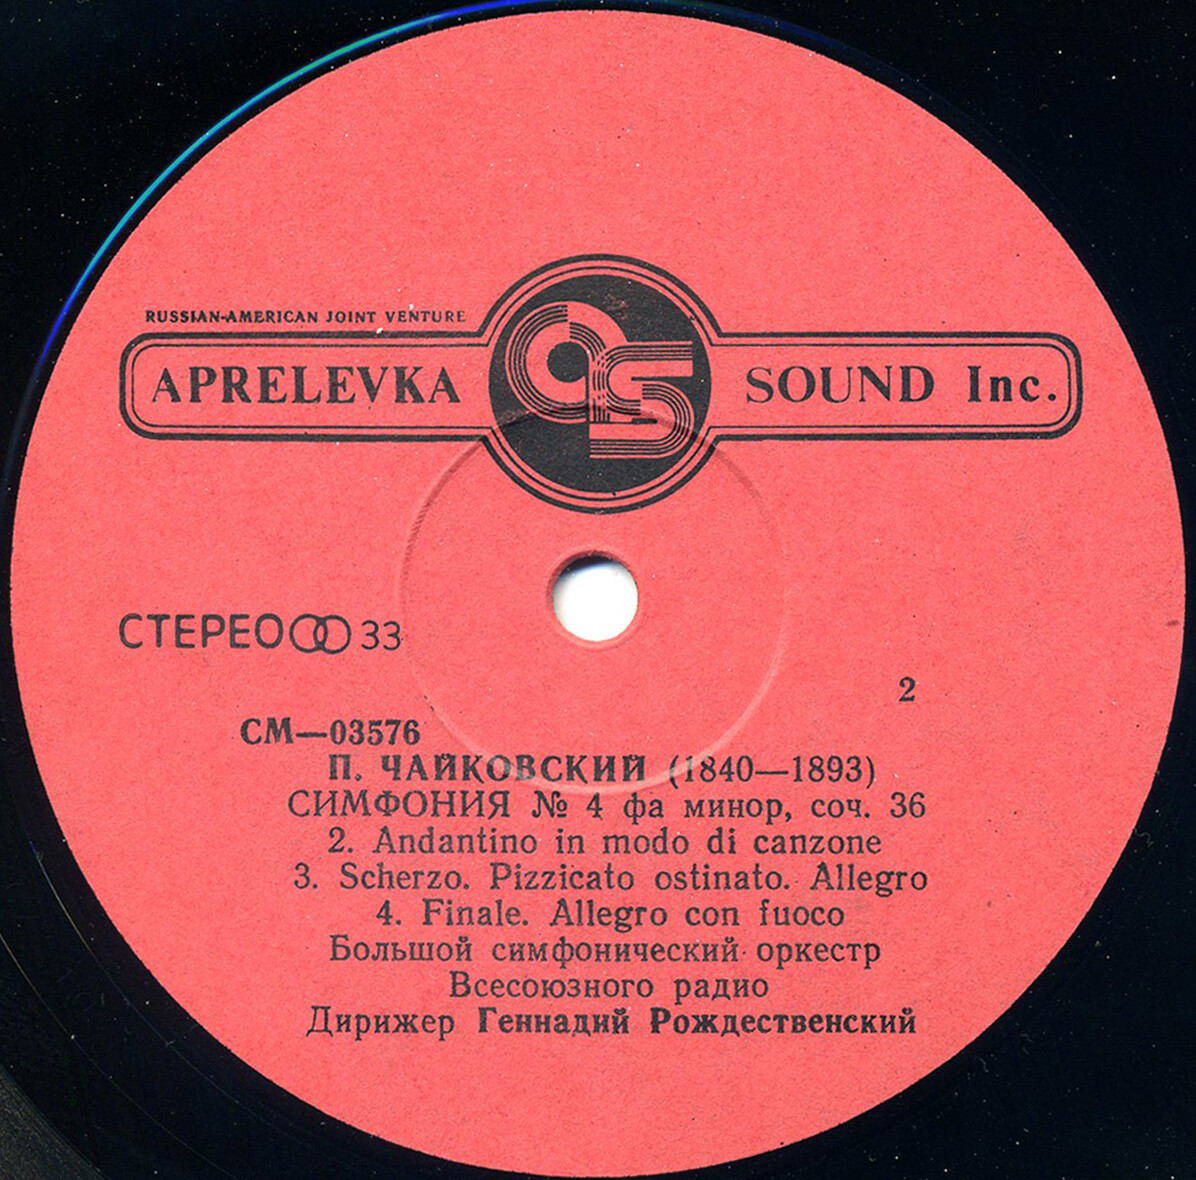 RUSSIAN-AMERICAN JOINT VENTURE
APRELEVKA SOUND Inc.
СТЕРЕО 33
2
СМ—03576
П. ЧАЙКОВСКИЙ (1840—1893)
СИМФОНИЯ № 4 фа минор, соч. 36
2. Andantino in modo di canzone
3. Scherzo. Pizzicato ostinato. Allegro
4. Finale. Allegro con fuoco
Большой симфонический оркестр
Всесоюзного радио
Дирижер Геннадий Рождественский